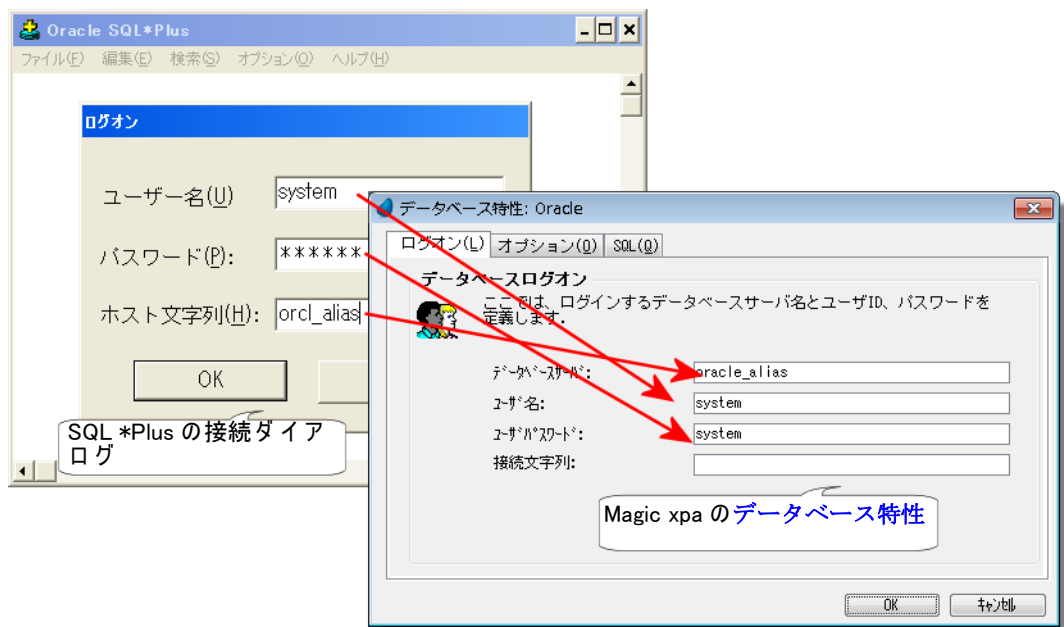 Oracle SQL*Plus
ファイル(F) 編集(E) 検索(S) オプション(O) ヘルプ(H)
ログオン
ユーザー名(U) system
パスワード(P): ******
ホスト文字列(H): orcl_alias
OK
SQL *Plus の接続ダイア
ログ
データベース特性: Oracle
ログオン(L) オプション(O) SQL(Q)
データベースログオン
ここでは、ログインするデータベースサーバ名とユーザID、パスワードを
定義します.
ﾃﾞｰﾀﾍﾞｰｽｻｰﾊﾞ: oracle_alias
ﾕｰｻﾞ名: system
ﾕｰｻﾞﾊﾟｽﾜｰﾄﾞ: system
接続文字列:
Magic xpa のデータベース特性
OK ｷｬﾝｾﾙ